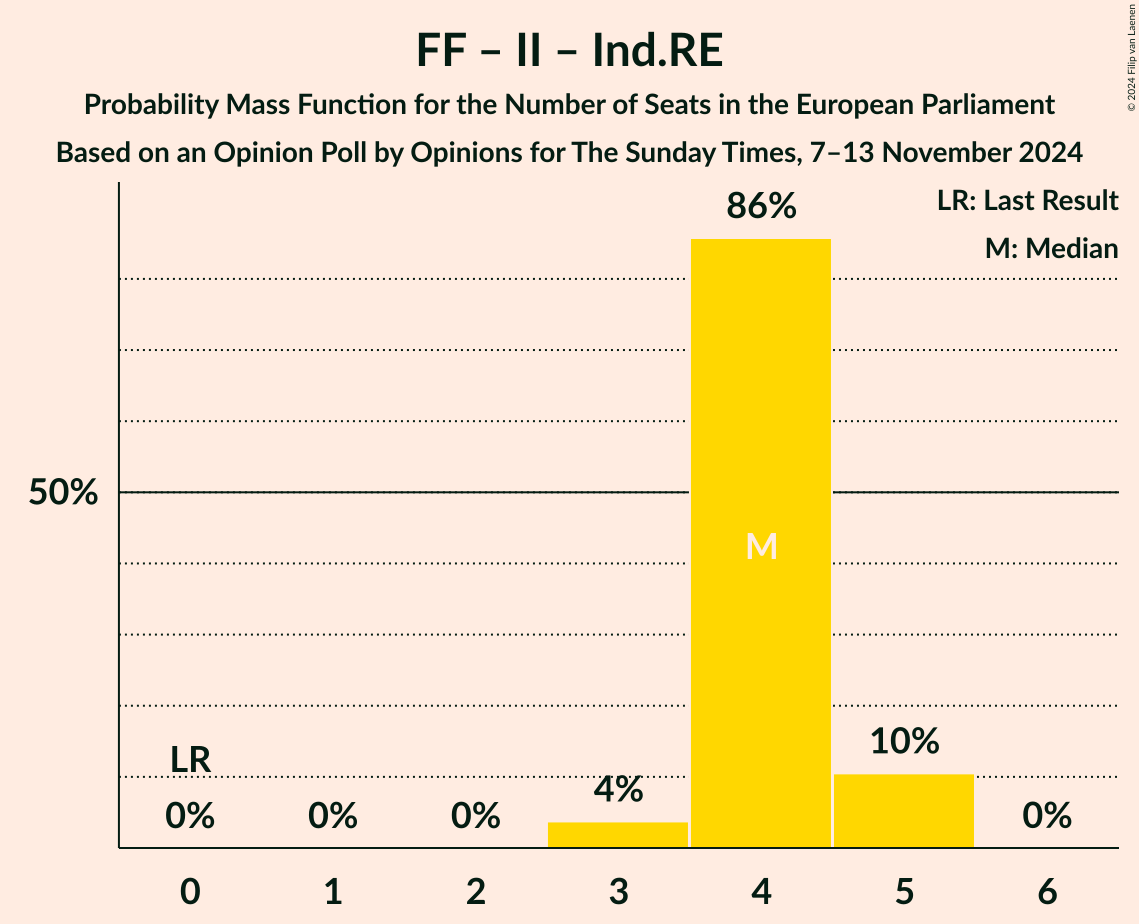 FF – II – Ind.RE
Probability Mass Function for the Number of Seats in the European Parliament
Based on an Opinion Poll by Opinions for The Sunday Times, 7–13 November 2024
© 2024 Filip van Laenen
LR: Last Result
M: Median
86%
50%
M
LR
10%
4%
0% 0% 0% 0%
0 1 2 3 4 5 6